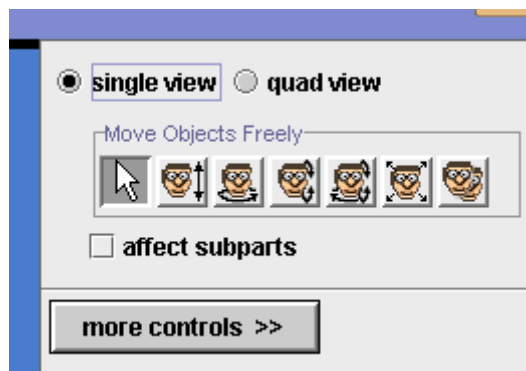 single view quad view
Move Objects Freely
affect subparts
more controls >>